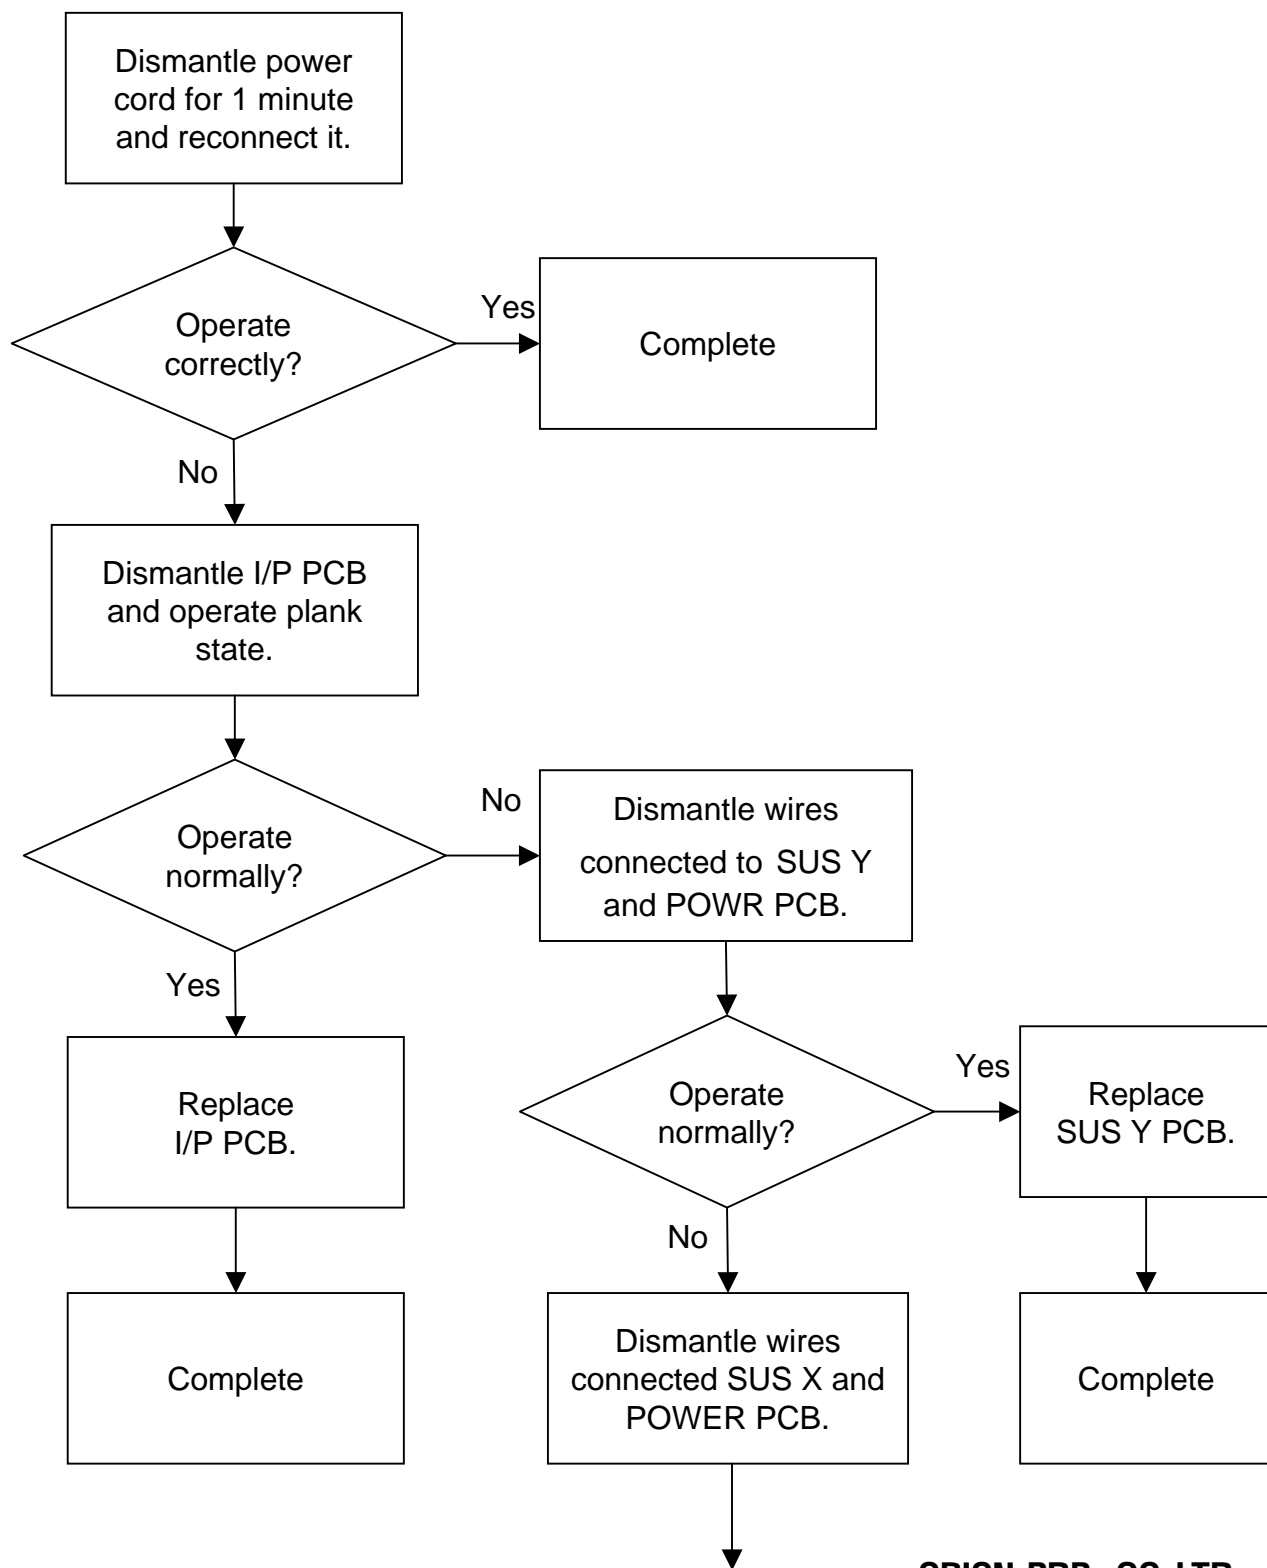 Dismantle power
cord for 1 minute
and reconnect it.
Operate
correctly?
Yes
Complete
No
Dismantle I/P PCB
and operate plank
state.
Operate
normally?
No
Dismantle wires
connected to SUS Y
and POWR PCB.
Yes
Replace
I/P PCB.
Complete
Operate
normally?
Yes
Replace
SUS Y PCB.
Complete
No
Dismantle wires
connected SUS X and
POWER PCB.